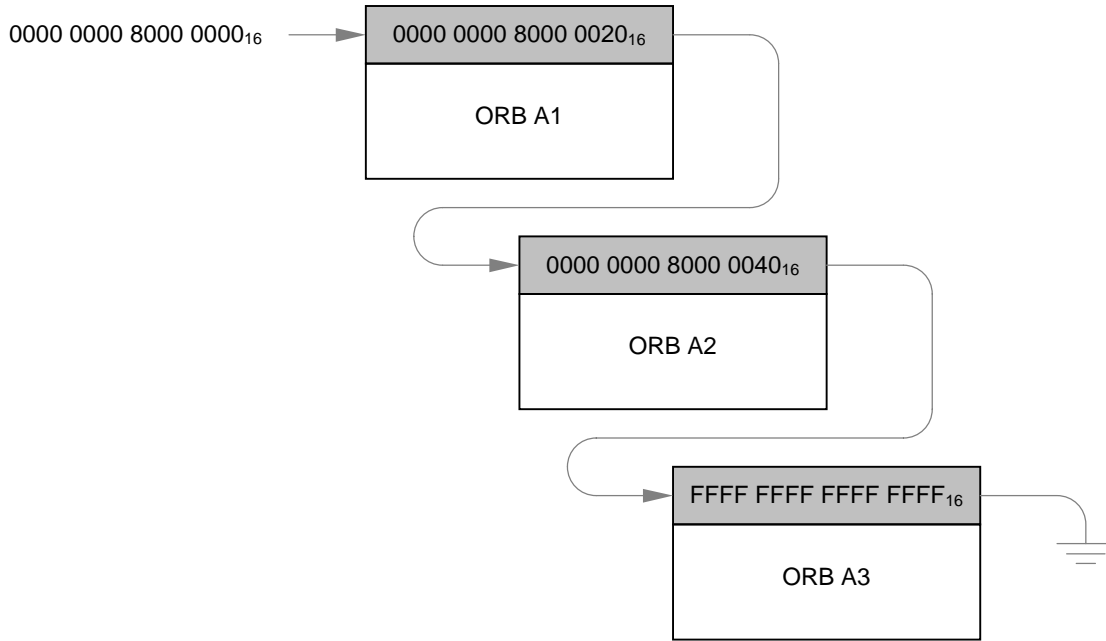 0000 0000 8000 0000₁₆
0000 0000 8000 0020₁₆
ORB A1
0000 0000 8000 0040₁₆
ORB A2
FFFF FFFF FFFF FFFF₁₆
ORB A3